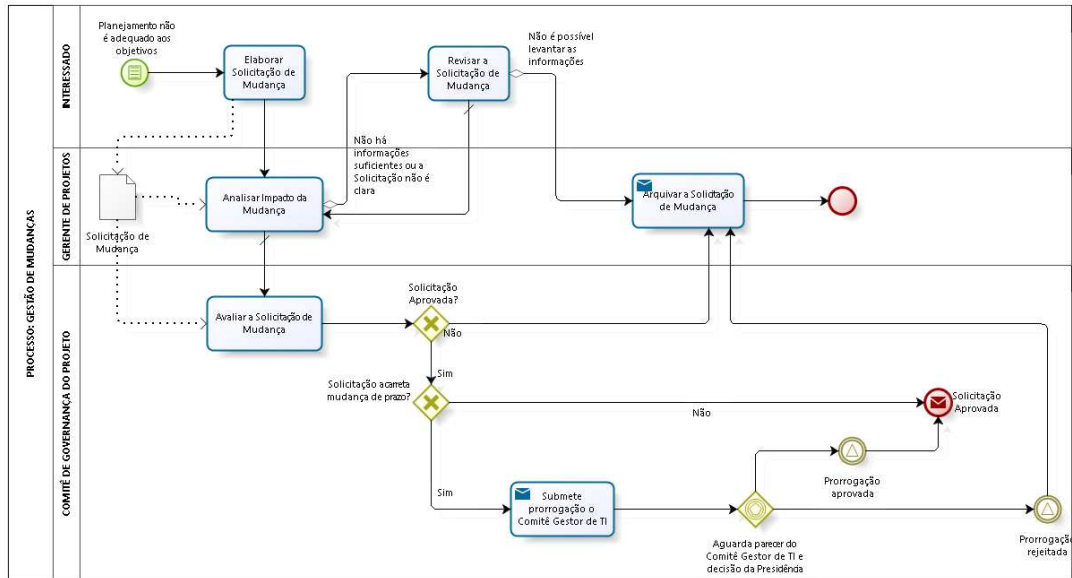 PROCESSO: GESTÃO DE MUDANÇAS
INTERESSADO
Planejamento não
é adequado aos
objetivos
Elaborar
Solicitação de
Mudança
Revisar a
Solicitação de
Mudança
Não é possível
levantar as
informações
Não há
informações
suficientes ou a
Solicitação não é
clara
GERENTE DE PROJETOS
Solicitação de
Mudança
Analisar Impacto da
Mudança
Arquivar a Solicitação
de Mudança
COMITÊ DE GOVERNANÇA DO PROJETO
Avaliar a Solicitação de
Mudança
Solicitação
Aprovada?
Não
Sim
Solicitação acarreta
mudança de prazo?
Não
Solicitação
Aprovada
Sim
Submete
prorrogação o
Comitê Gestor de TI
Prorrogação
aprovada
Aguarda parecer do
Comitê Gestor de TI e
decisão da Presidência
Prorrogação
rejeitada